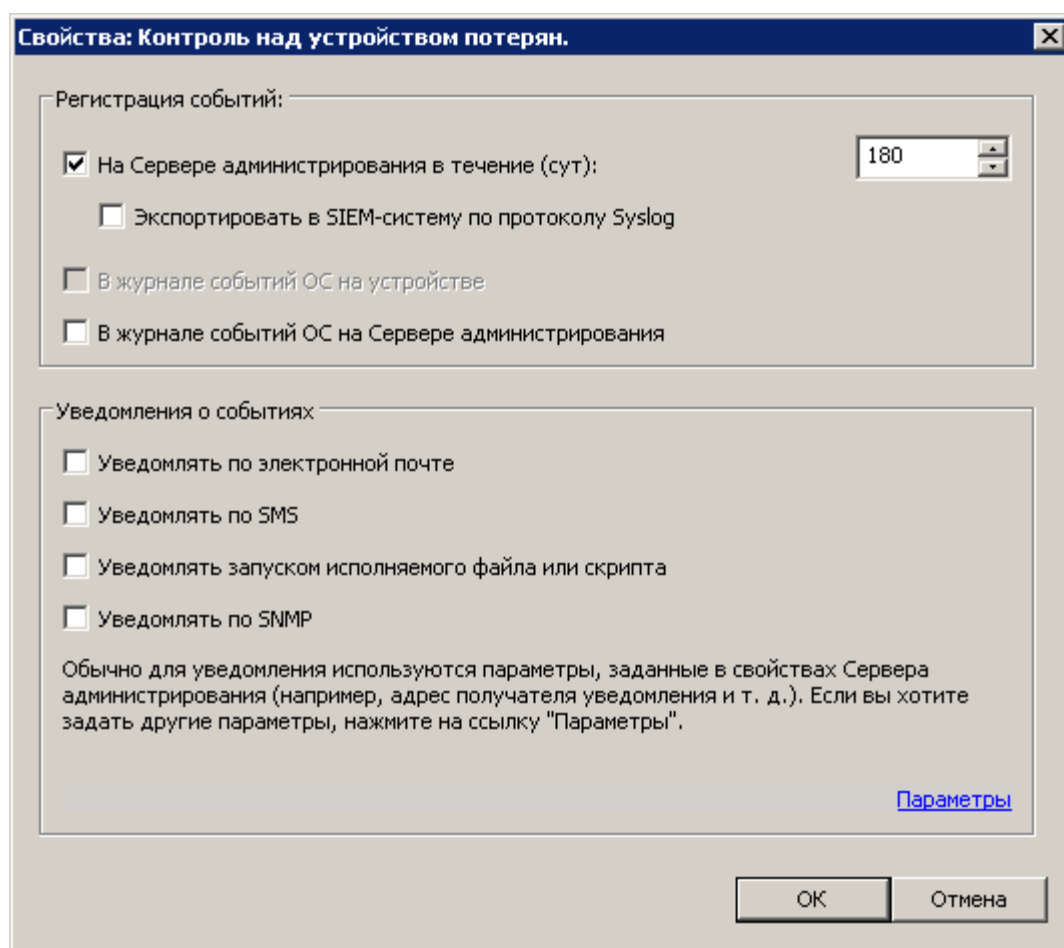 Свойства: Контроль над устройством потерян.
Регистрация событий:
На Сервере администрирования в течение (сут):
180
Экспортировать в SIEM-систему по протоколу Syslog
В журнале событий ОС на устройстве
В журнале событий ОС на Сервере администрирования
Уведомления о событиях
Уведомлять по электронной почте
Уведомлять по SMS
Уведомлять запуском исполняемого файла или скрипта
Уведомлять по SNMP
Обычно для уведомления используются параметры, заданные в свойствах Сервера
администрирования (например, адрес получателя уведомления и т. д.). Если вы хотите
задать другие параметры, нажмите на ссылку "Параметры".
Параметры
ОК
Отмена